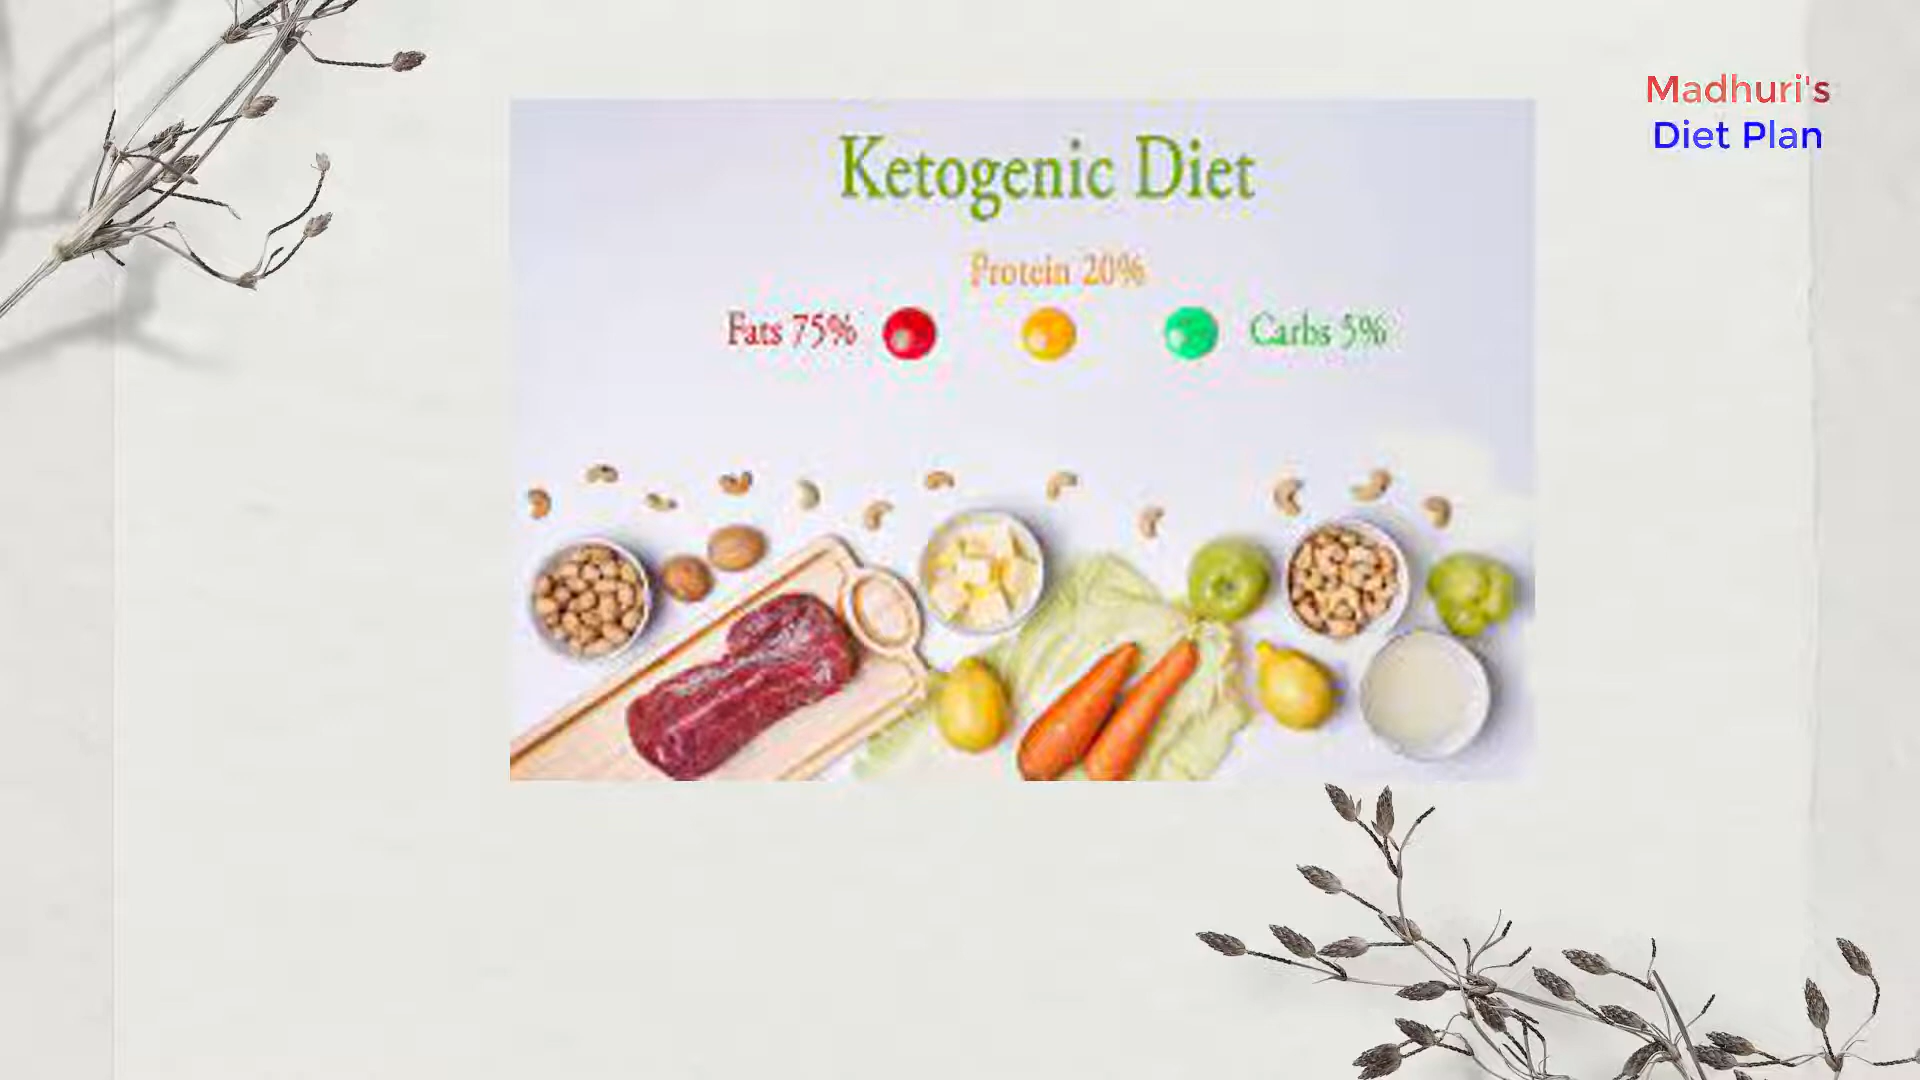 Madhuri's
Diet Plan
Ketogenic Diet
Protein 20%
Fats 75%
Carbs 5%